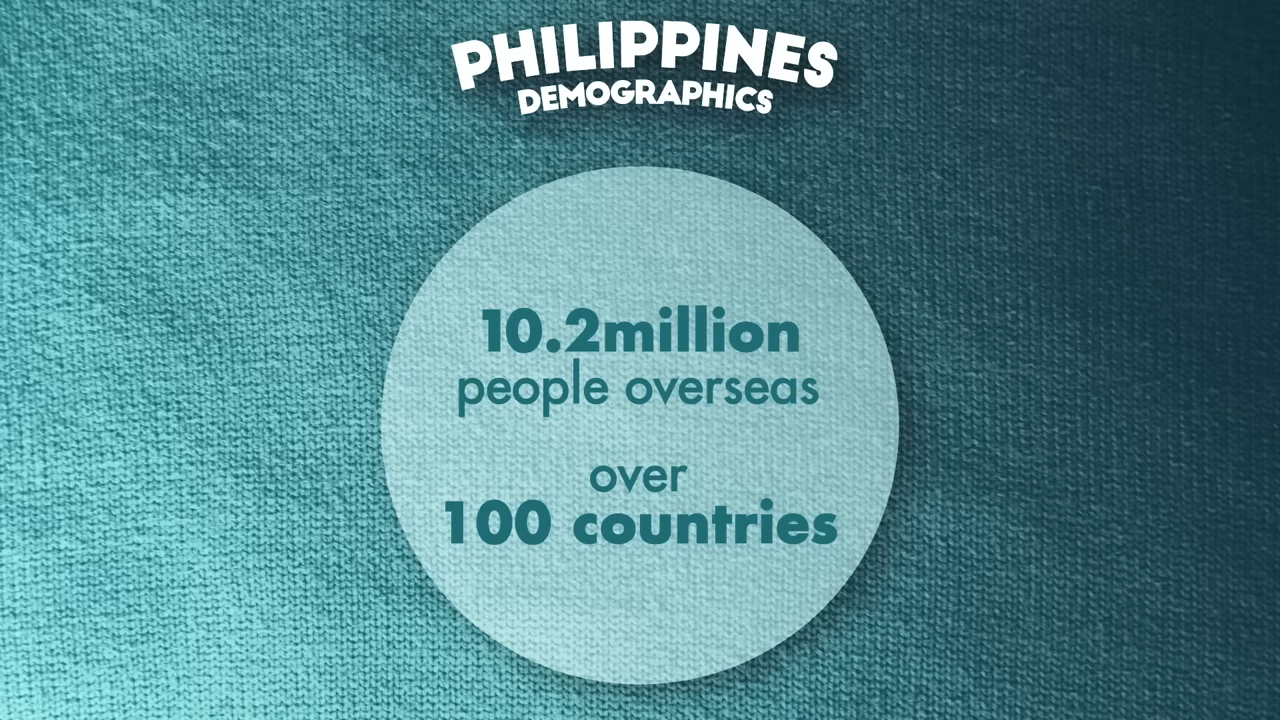 PHILIPPINES
DEMOGRAPHICS
10.2million
people overseas
over
100 countries